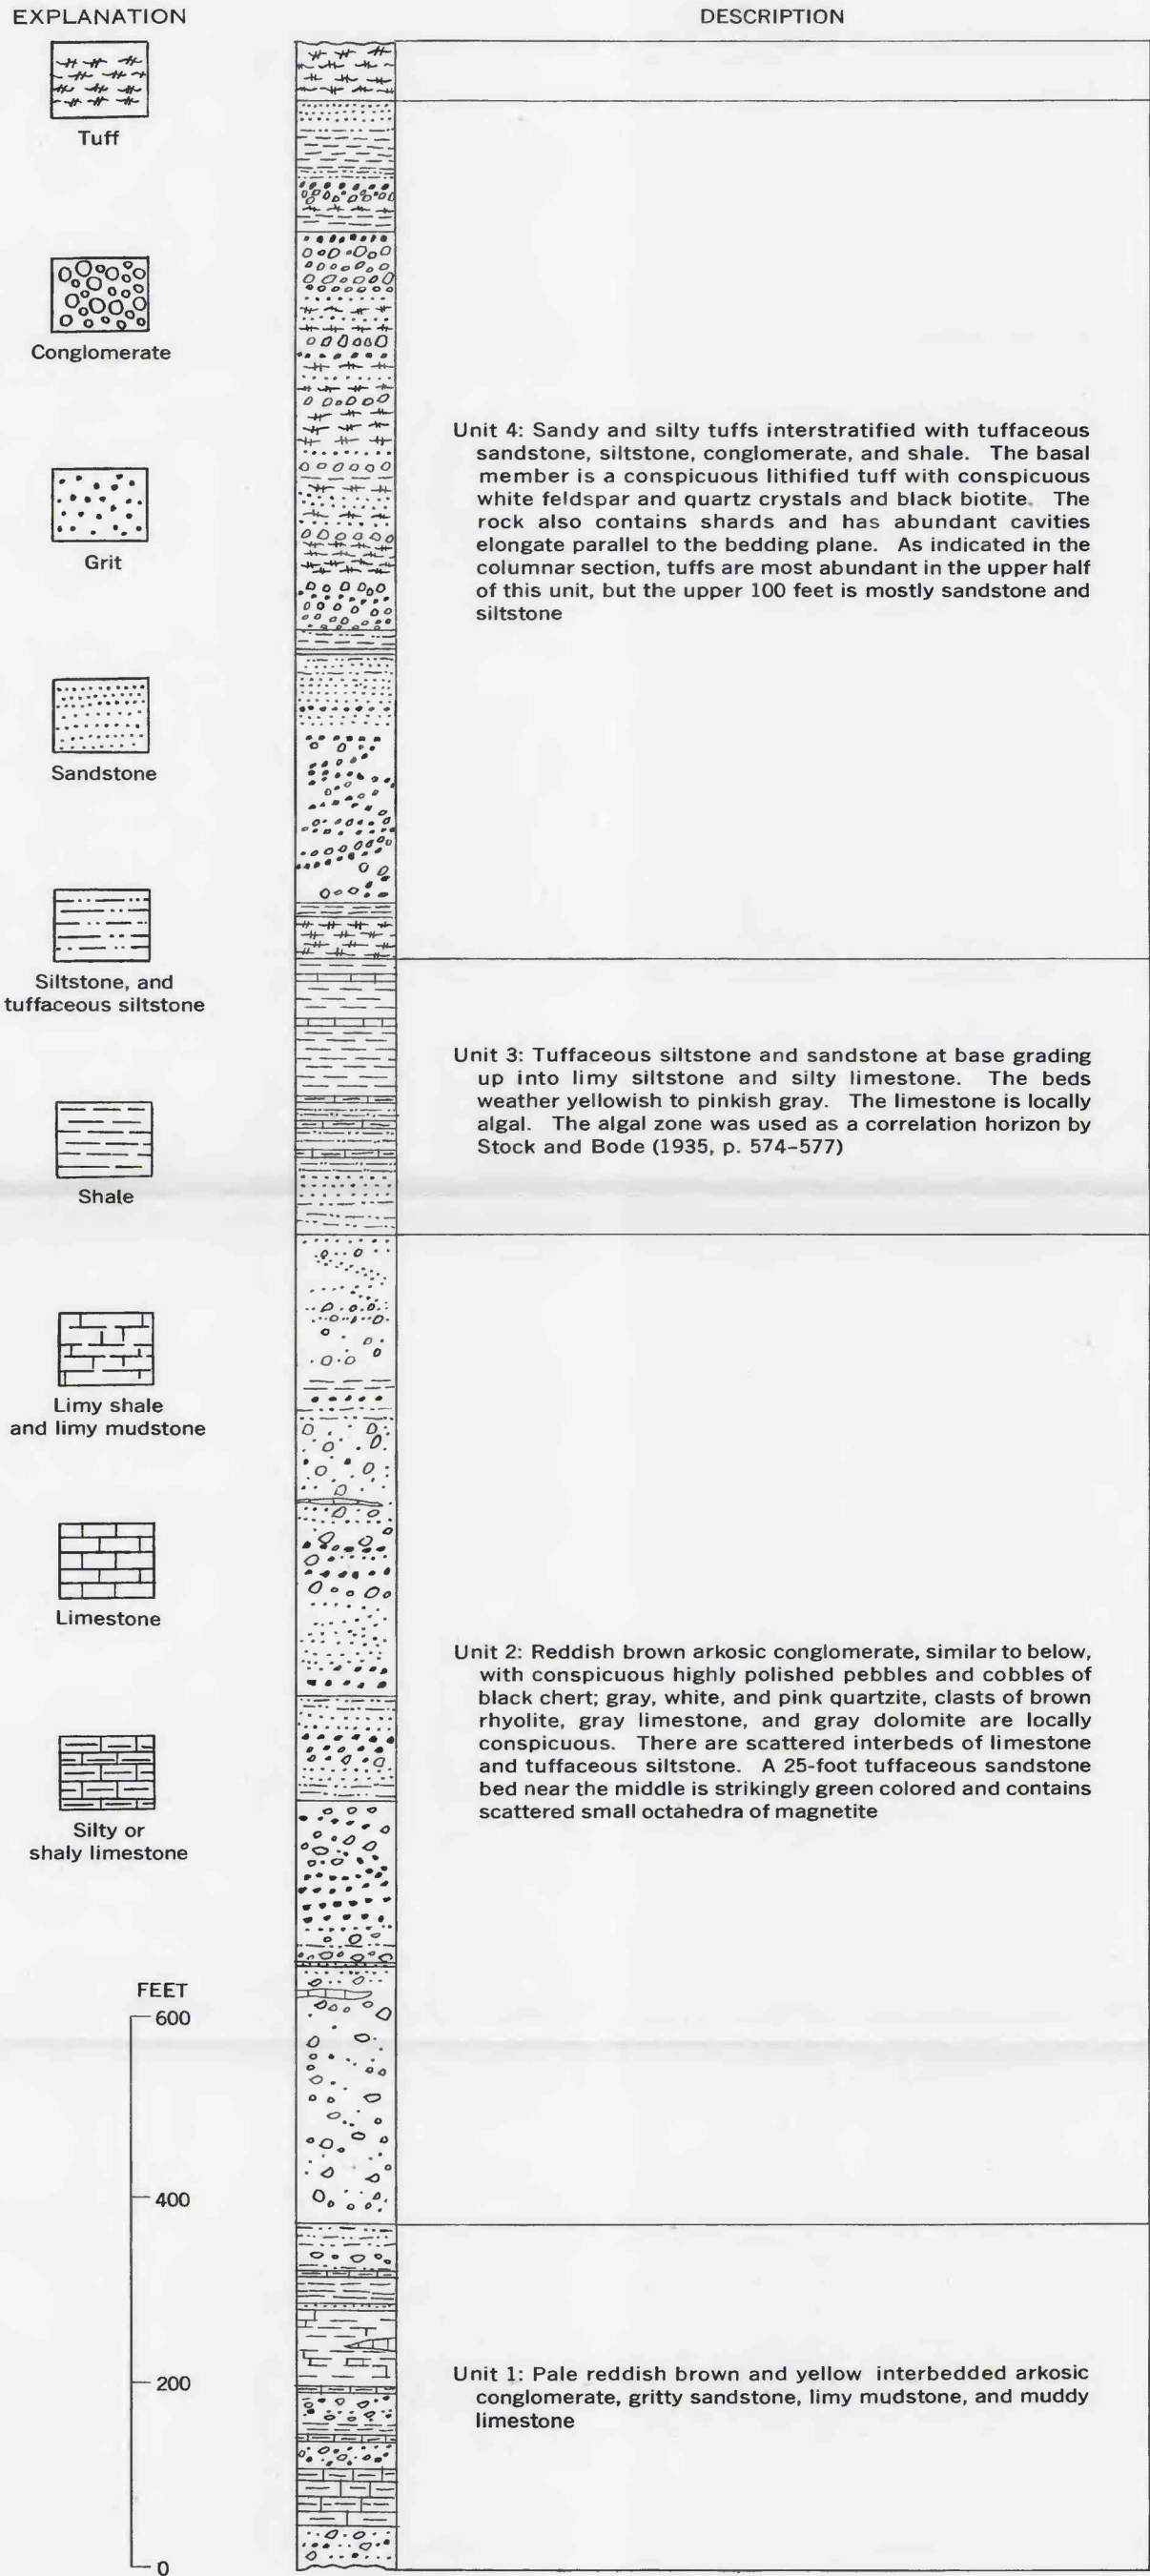 EXPLANATION
Tuff
Conglomerate
Grit
Sandstone
Siltstone, and
tuffaceous siltstone
Shale
Limy shale
and limy mudstone
Limestone
Silty or
shaly limestone
FEET
600
400
200
0
DESCRIPTION
Unit 4: Sandy and silty tuffs interstratified with tuffaceous
sandstone, siltstone, conglomerate, and shale. The basal
member is a conspicuous lithified tuff with conspicuous
white feldspar and quartz crystals and black biotite. The
rock also contains shards and has abundant cavities
elongate parallel to the bedding plane. As indicated in the
columnar section, tuffs are most abundant in the upper half
of this unit, but the upper 100 feet is mostly sandstone and
siltstone
Unit 3: Tuffaceous siltstone and sandstone at base grading
up into limy siltstone and silty limestone. The beds
weather yellowish to pinkish gray. The limestone is locally
algal. The algal zone was used as a correlation horizon by
Stock and Bode (1935, p. 574–577)
Unit 2: Reddish brown arkosic conglomerate, similar to below,
with conspicuous highly polished pebbles and cobbles of
black chert; gray, white, and pink quartzite, clasts of brown
rhyolite, gray limestone, and gray dolomite are locally
conspicuous. There are scattered interbeds of limestone
and tuffaceous siltstone. A 25-foot tuffaceous sandstone
bed near the middle is strikingly green colored and contains
scattered small octahedra of magnetite
Unit 1: Pale reddish brown and yellow interbedded arkosic
conglomerate, gritty sandstone, limy mudstone, and muddy
limestone